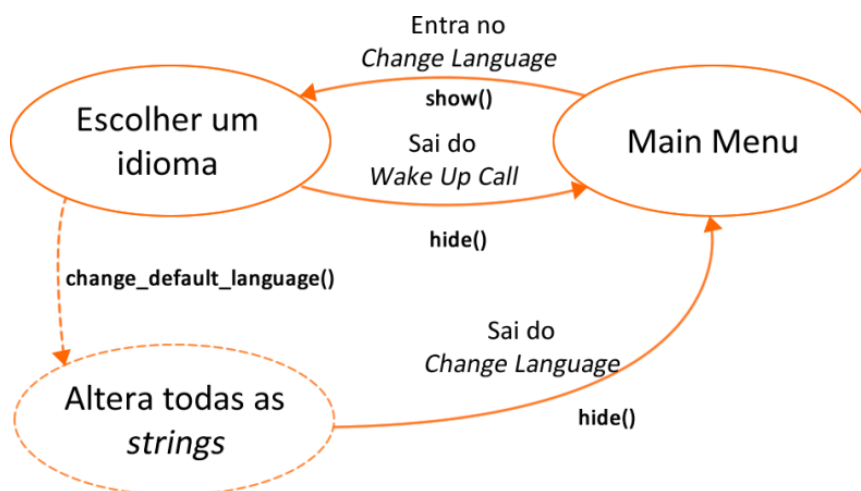 Entra no
Change Language
show()
Escolher um
idioma
Main Menu
Sai do
Wake Up Call
hide()
change_default_language()
Sai do
Change Language
Altera todas as
strings
hide()